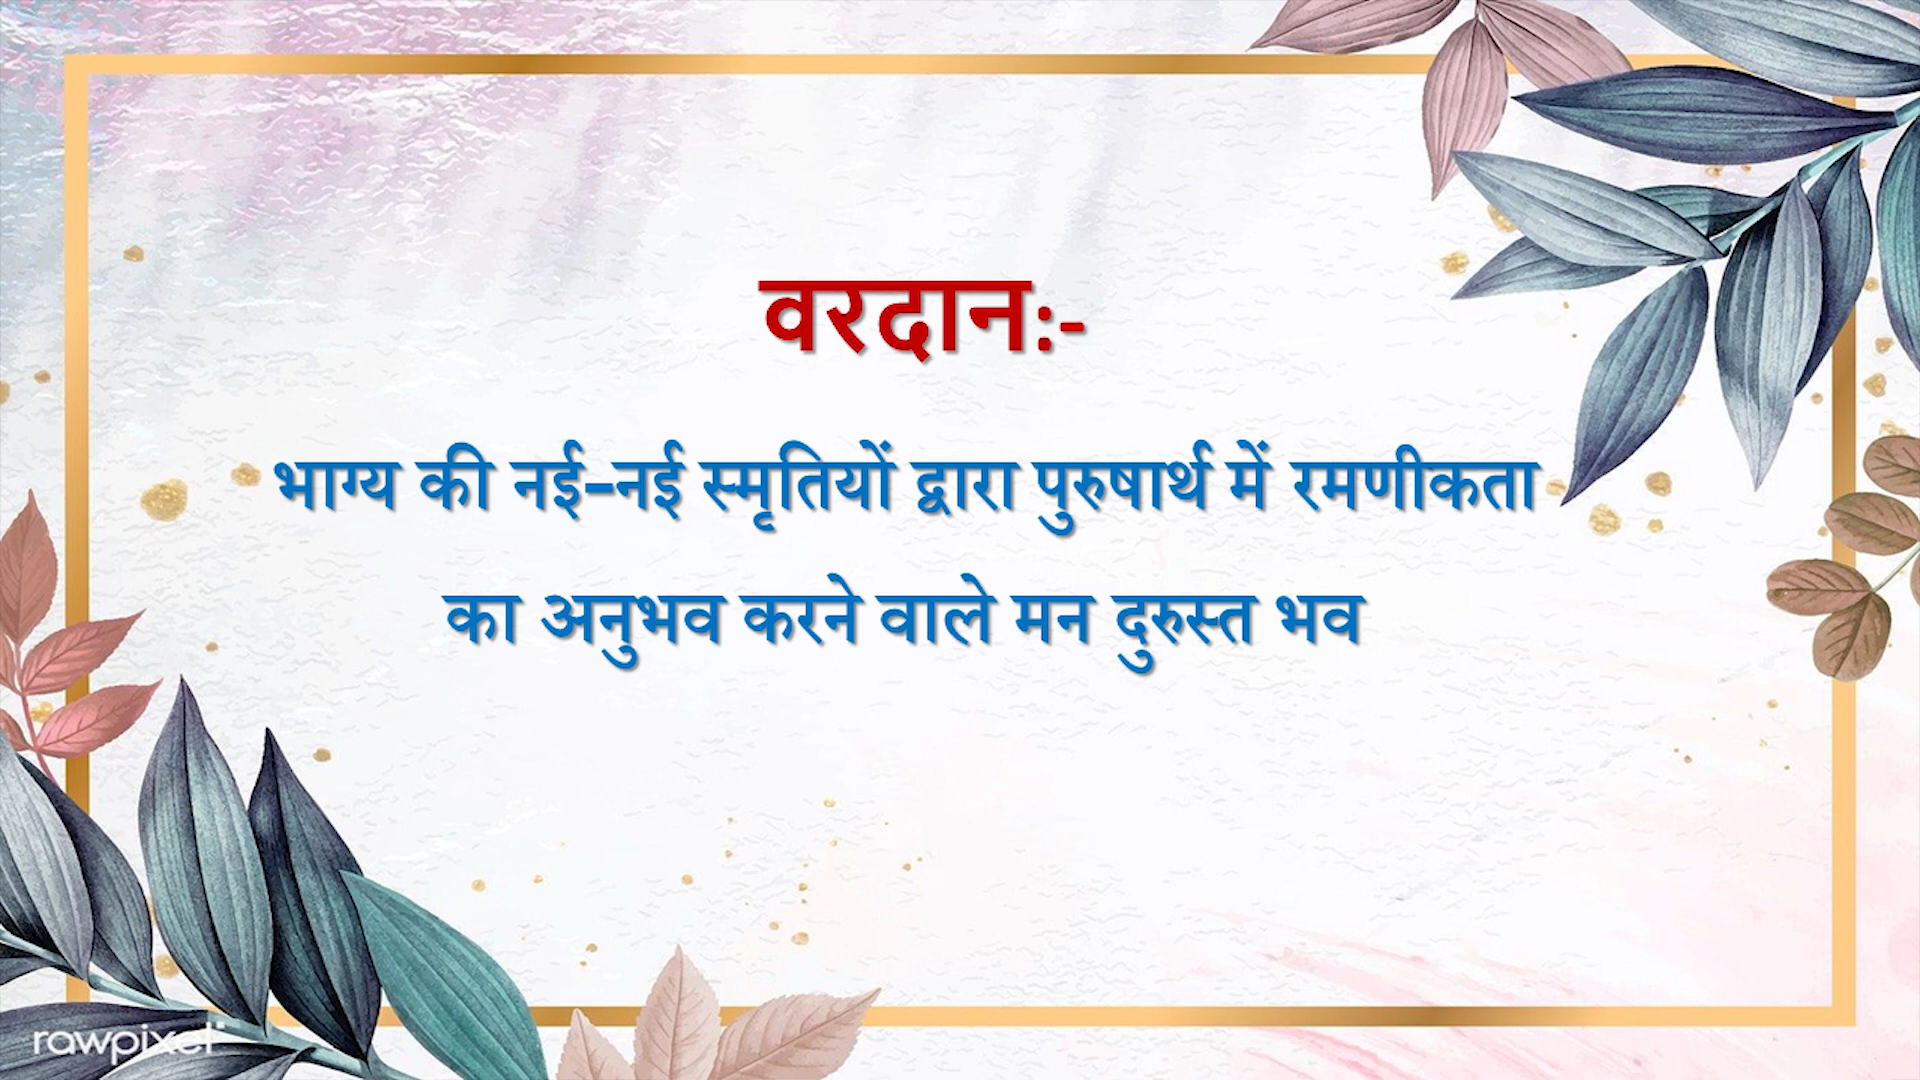 वरदान:-
भाग्य की नई-नई स्मृतियों द्वारा पुरुषार्थ में रमणीकता
का अनुभव करने वाले मन दुरुस्त भव
rawpixel